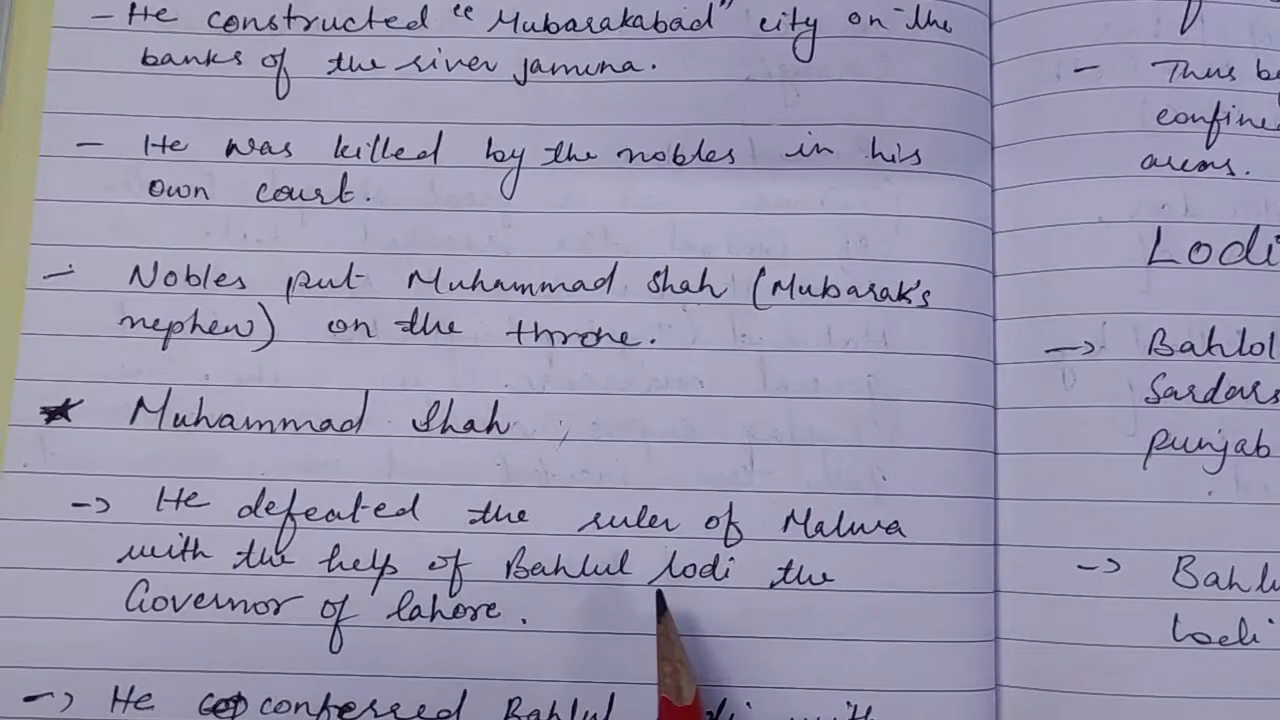 - He constructed "Mubarakabad" city on the
banks of the river Jamuna.
- He was killed by the nobles in his
own court.
- Nobles put Muhammad Shah (Mubarak's
nephew) on the throne.
★ Muhammad Shah ;
-> He defeated the ruler of Malwa
with the help of Bahlul lodi the
Governor of lahore.
-> He conferred Bahlul with
- Thus
confine
areas.
Lodi
-> Bahlol
Sardars
punjab
->
Lodi